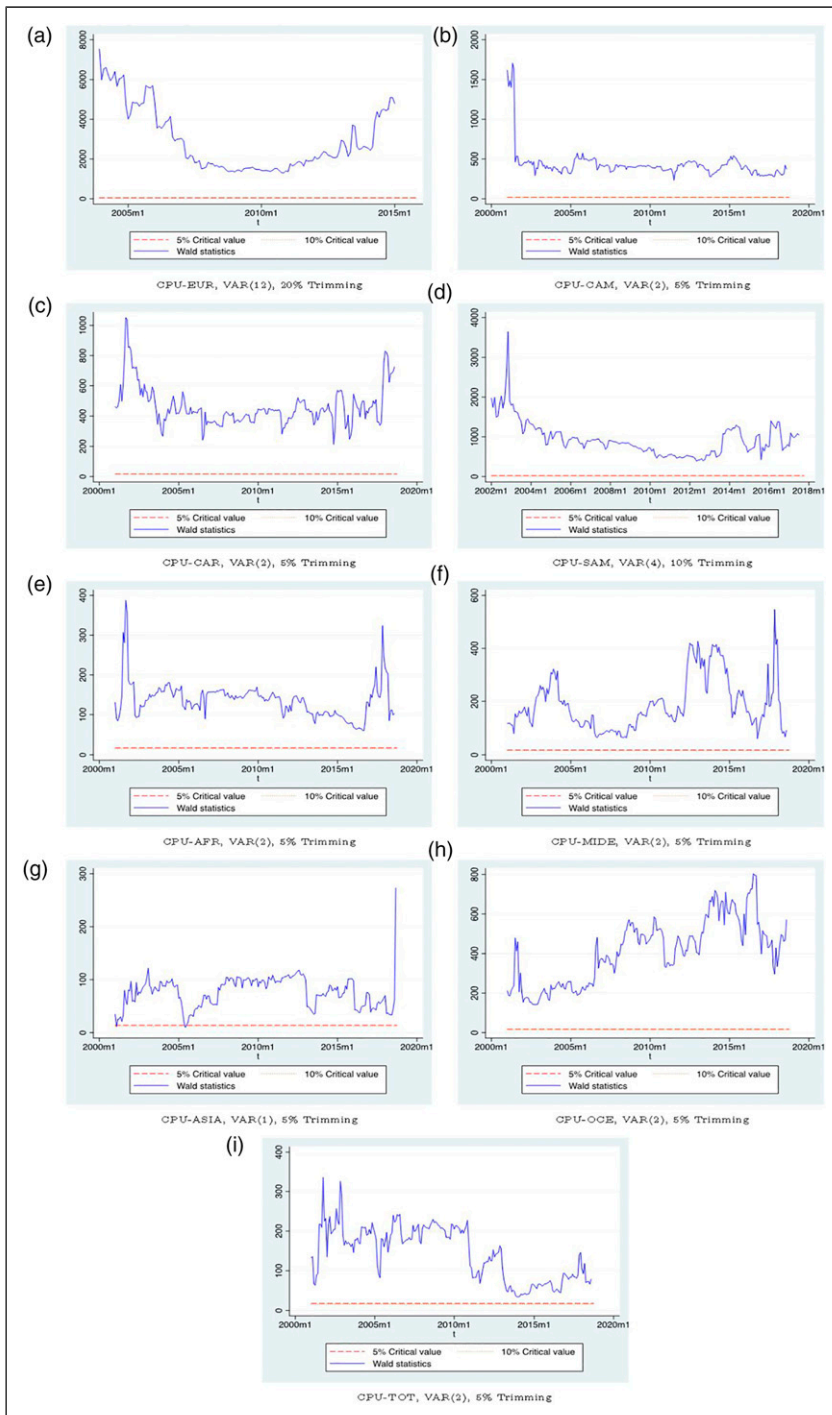 (a)
8000
6000
4000
2000
0
2005m1 2010m1 2015m1
t
5% Critical value 10% Critical value
Wald statistics
CPU-EUR, VAR(12), 20% Trimming
(b)
2000
1500
1000
500
0
2000m1 2005m1 2010m1 2015m1 2020m1
t
5% Critical value 10% Critical value
Wald statistics
CPU-CAM, VAR(2), 5% Trimming
(c)
1000
800
600
400
200
0
2000m1 2005m1 2010m1 2015m1 2020m1
t
5% Critical value 10% Critical value
Wald statistics
CPU-CAR, VAR(2), 5% Trimming
(d)
4000
3000
2000
1000
0
2002m1 2004m1 2006m1 2008m1 2010m1 2012m1 2014m1 2016m1 2018m1
t
5% Critical value 10% Critical value
Wald statistics
CPU-SAM, VAR(4), 10% Trimming
(e)
400
300
200
100
0
2000m1 2005m1 2010m1 2015m1 2020m1
t
5% Critical value 10% Critical value
Wald statistics
CPU-AFR, VAR(2), 5% Trimming
(f)
600
400
200
0
2000m1 2005m1 2010m1 2015m1 2020m1
t
5% Critical value 10% Critical value
Wald statistics
CPU-MIDE, VAR(2), 5% Trimming
(g)
300
200
100
0
2000m1 2005m1 2010m1 2015m1 2020m1
t
5% Critical value 10% Critical value
Wald statistics
CPU-ASIA, VAR(1), 5% Trimming
(h)
800
600
400
200
0
2000m1 2005m1 2010m1 2015m1 2020m1
t
5% Critical value 10% Critical value
Wald statistics
CPU-OCE, VAR(2), 5% Trimming
(i)
400
300
200
100
0
2000m1 2005m1 2010m1 2015m1 2020m1
t
5% Critical value 10% Critical value
Wald statistics
CPU-TOT, VAR(2), 5% Trimming